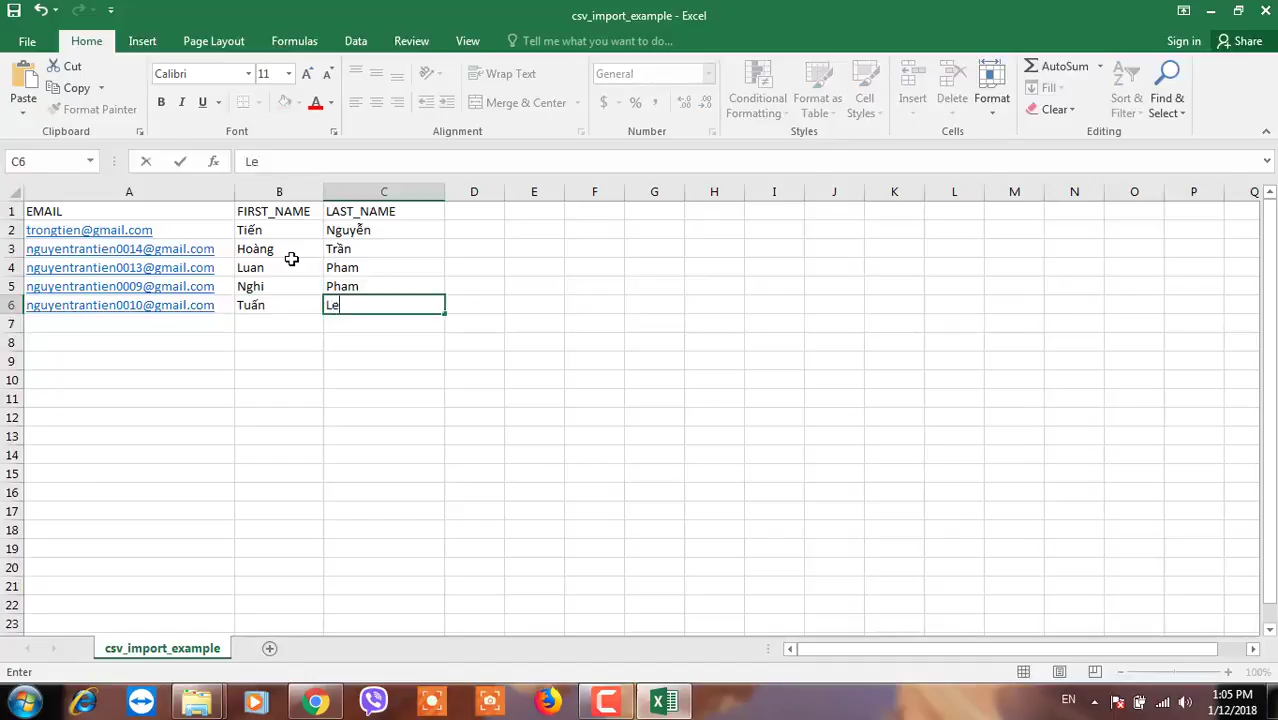 csv_import_example - Excel
File Home Insert Page Layout Formulas Data Review View Tell me what you want to do... Sign in Share
Paste
Cut
Copy
Format Painter
Clipboard
Calibri 11
B I U
Font
Wrap Text
Merge & Center
Alignment
General
$ % ,
Number
Conditional Formatting
Format as Table
Cell Styles
Styles
Insert Delete Format
Cells
AutoSum
Fill
Clear
Sort & Filter
Find & Select
Editing
C6 fx Le
A B C D E F G H I J K L M N O P Q
1 EMAIL FIRST_NAME LAST_NAME
2 trongtien@gmail.com Tiến Nguyễn
3 nguyentrantien0014@gmail.com Hoàng Trần
4 nguyentrantien0013@gmail.com Luan Pham
5 nguyentrantien0009@gmail.com Nghi Pham
6 nguyentrantien0010@gmail.com Tuấn Le
7
8
9
10
11
12
13
14
15
16
17
18
19
20
21
22
23
csv_import_example
Enter 100%
EN 1:05 PM
1/12/2018